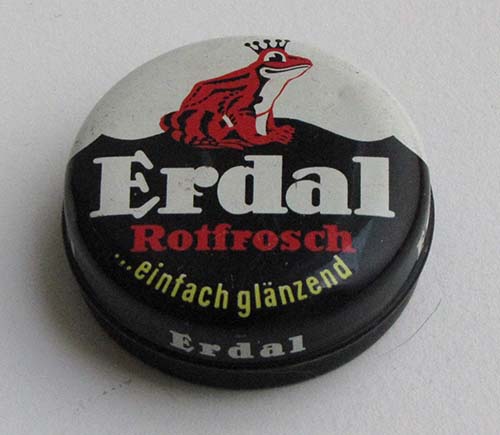 Erdal
Rotfrosch
...einfach glänzend
Erdal